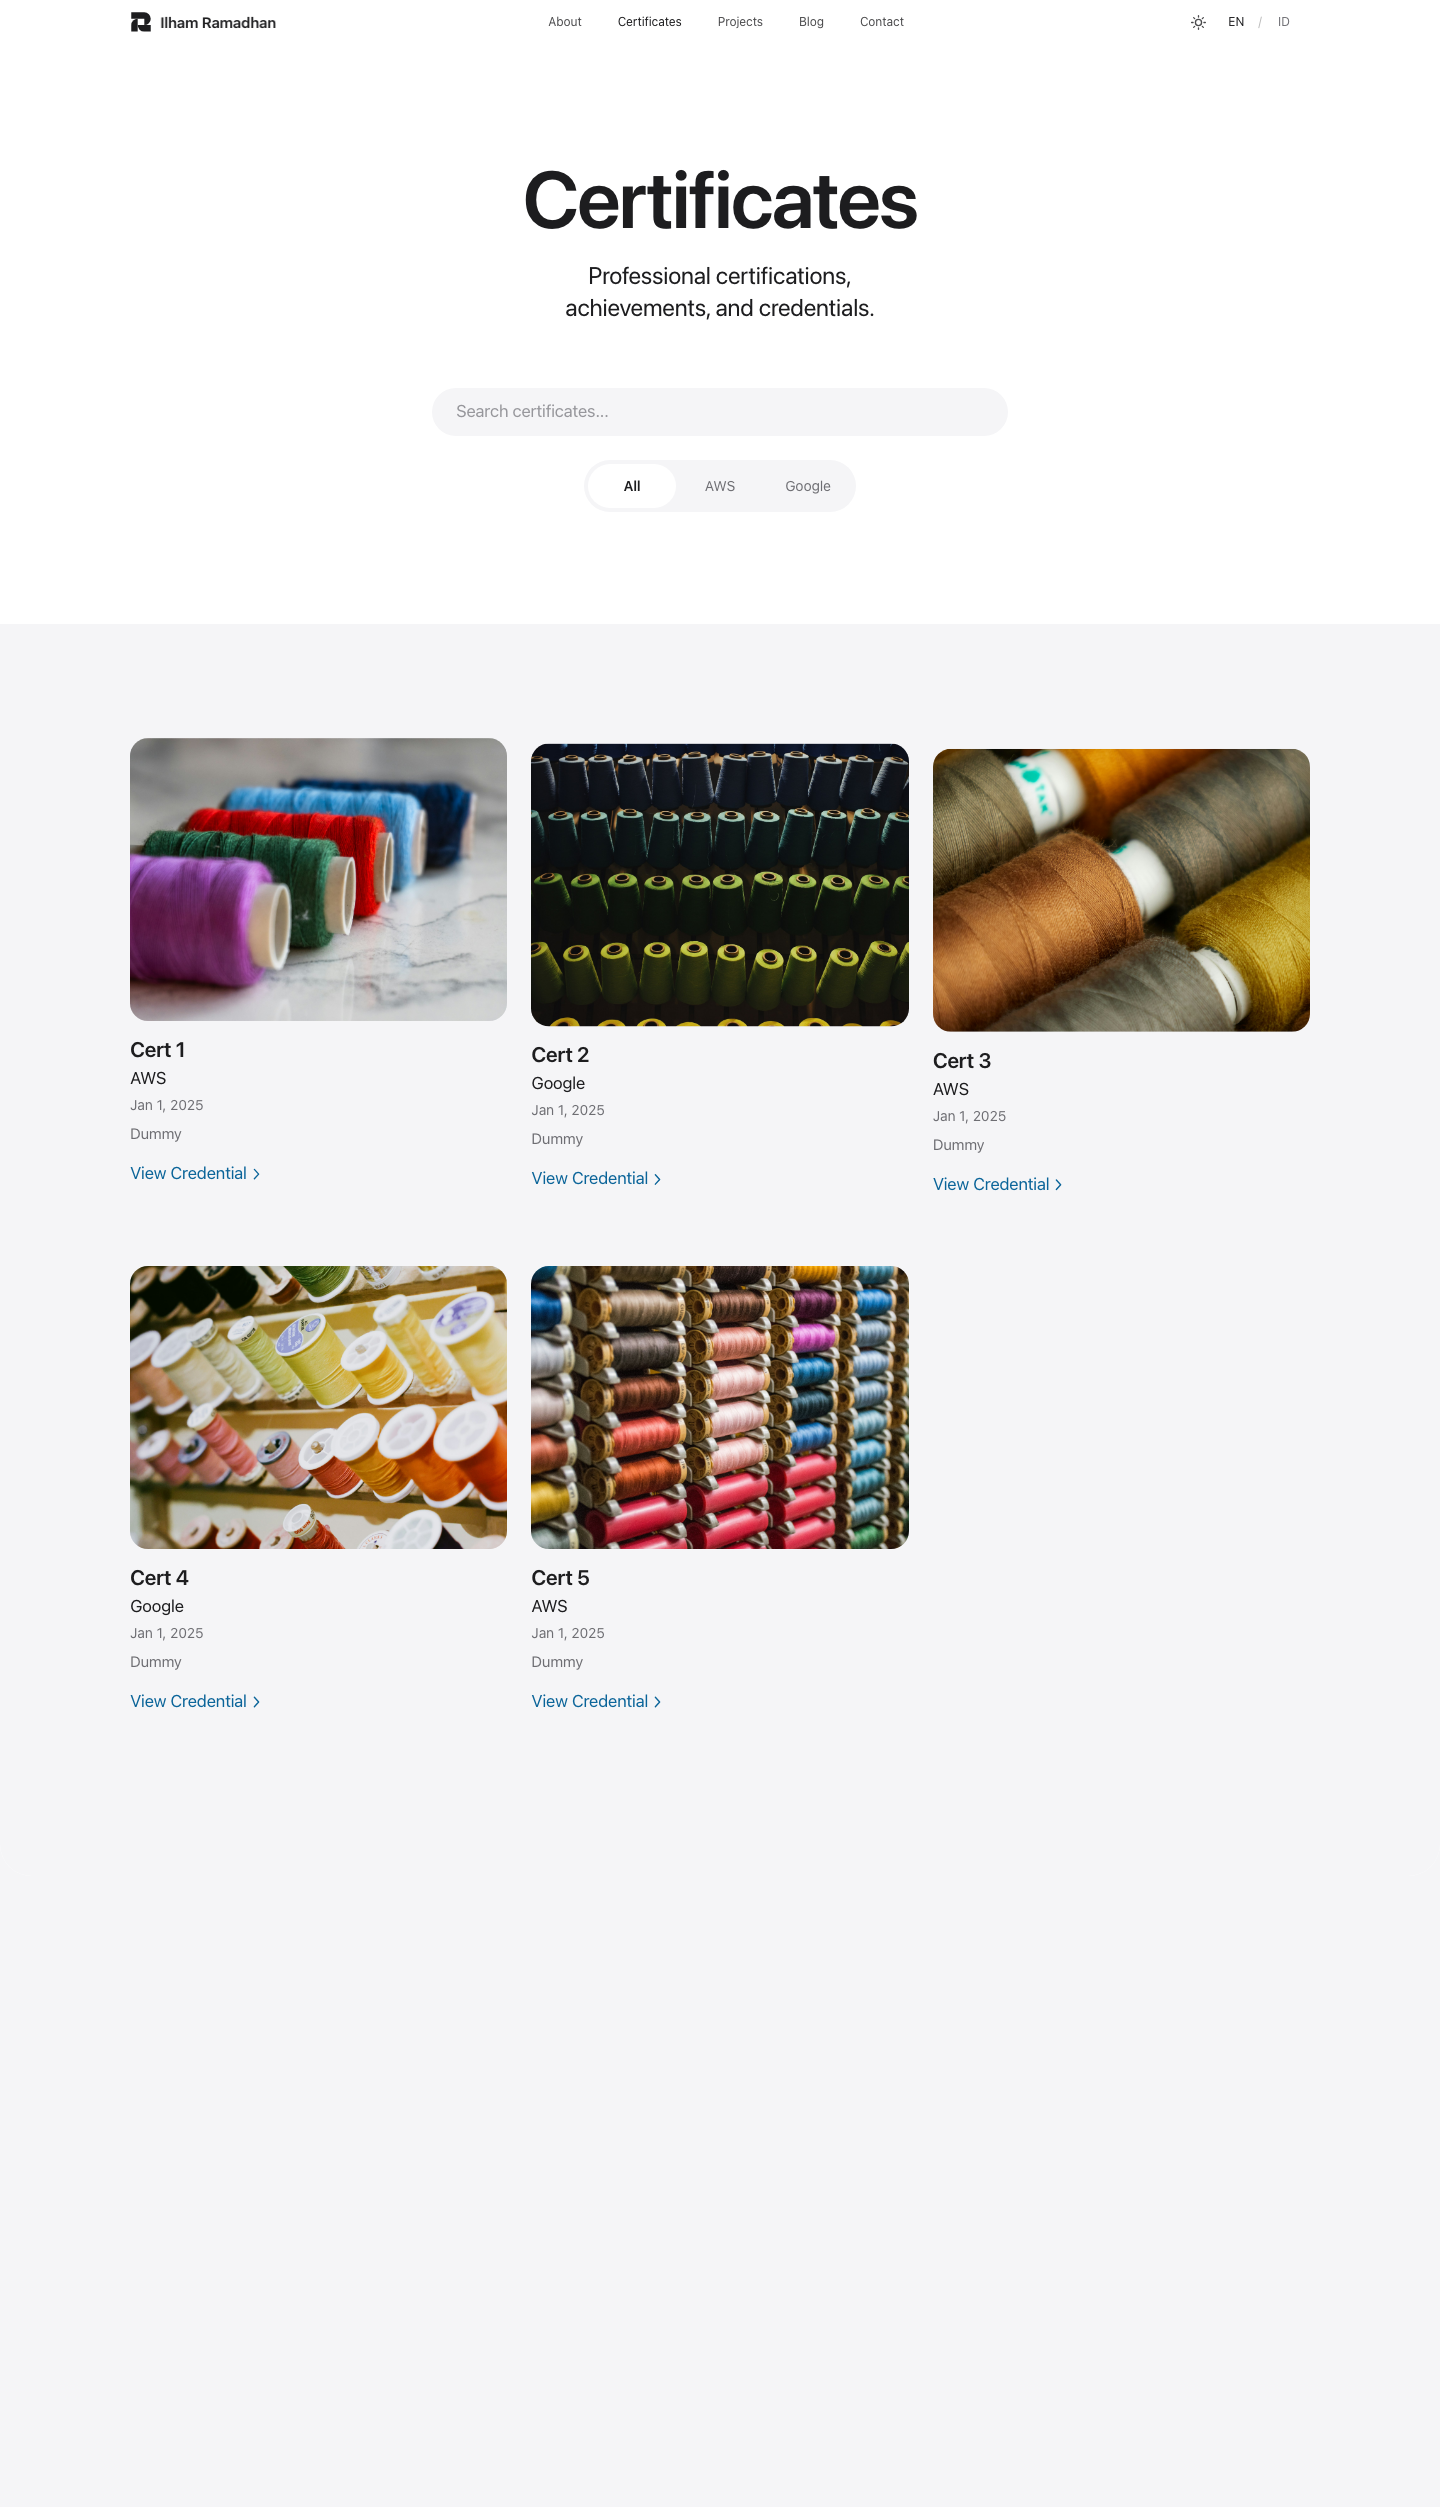 Ilham Ramadhan
About
Certificates
Projects
Blog
Contact
EN / ID
Certificates
Professional certifications,
achievements, and credentials.
Search certificates...
All
AWS
Google
Cert 1
AWS
Jan 1, 2025
Dummy
View Credential
Cert 2
Google
Jan 1, 2025
Dummy
View Credential
Cert 3
AWS
Jan 1, 2025
Dummy
View Credential
Cert 4
Google
Jan 1, 2025
Dummy
View Credential
Cert 5
AWS
Jan 1, 2025
Dummy
View Credential